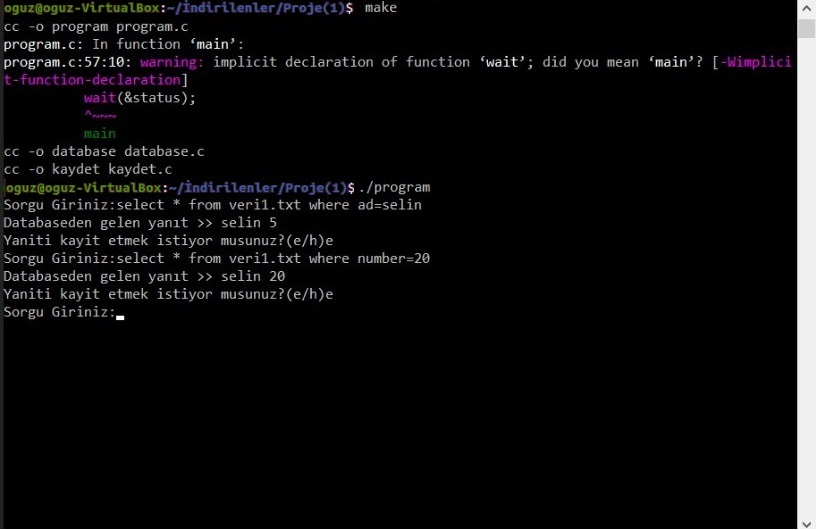 oguz@oguz-VirtualBox:~/İndirilenler/Proje(1)$ make
cc -o program program.c
program.c: In function ‘main’:
program.c:57:10: warning: implicit declaration of function ‘wait’; did you mean ‘main’? [-Wimplici
t-function-declaration]
wait(&status);
^~~~
main
cc -o database database.c
cc -o kaydet kaydet.c
oguz@oguz-VirtualBox:~/İndirilenler/Proje(1)$ ./program
Sorgu Giriniz:select * from veri1.txt where ad=selin
Databaseden gelen yanıt >> selin 5
Yaniti kayit etmek istiyor musunuz?(e/h)e
Sorgu Giriniz:select * from veri1.txt where number=20
Databaseden gelen yanıt >> selin 20
Yaniti kayit etmek istiyor musunuz?(e/h)e
Sorgu Giriniz: